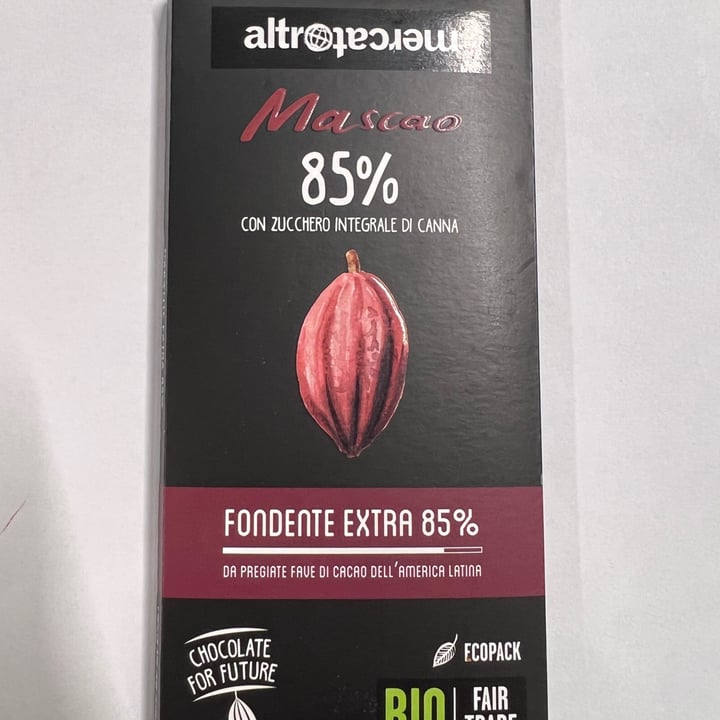 altromercato
Mascao
85%
CON ZUCCHERO INTEGRALE DI CANNA
FONDENTE EXTRA 85%
DA PREGIATE FAVE DI CACAO DELL'AMERICA LATINA
CHOCOLATE
FOR FUTURE
ECOPACK
BIO
FAIR
TRADE